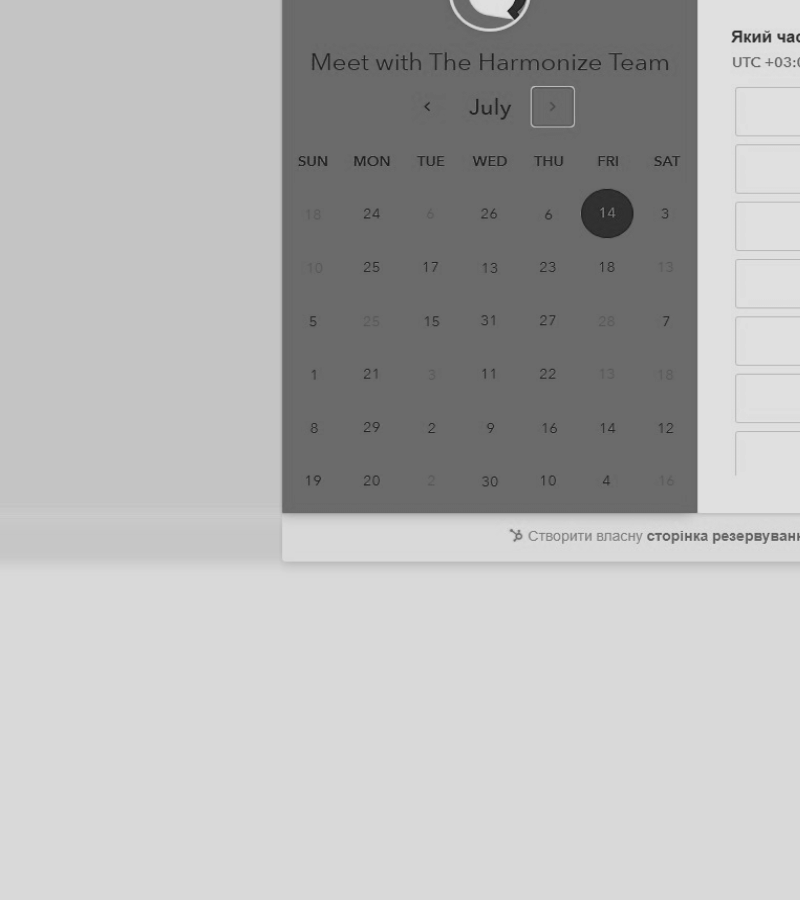 Meet with The Harmonize Team
July
SUN MON TUE WED THU FRI SAT
18 24 6 26 6 14 3
10 25 17 13 23 18 13
5 25 15 31 27 28 7
1 21 3 11 22 13 18
8 29 2 9 16 14 12
19 20 2 30 10 4 16
Який час
UTC +03:0
Створити власну сторінка резервуванн